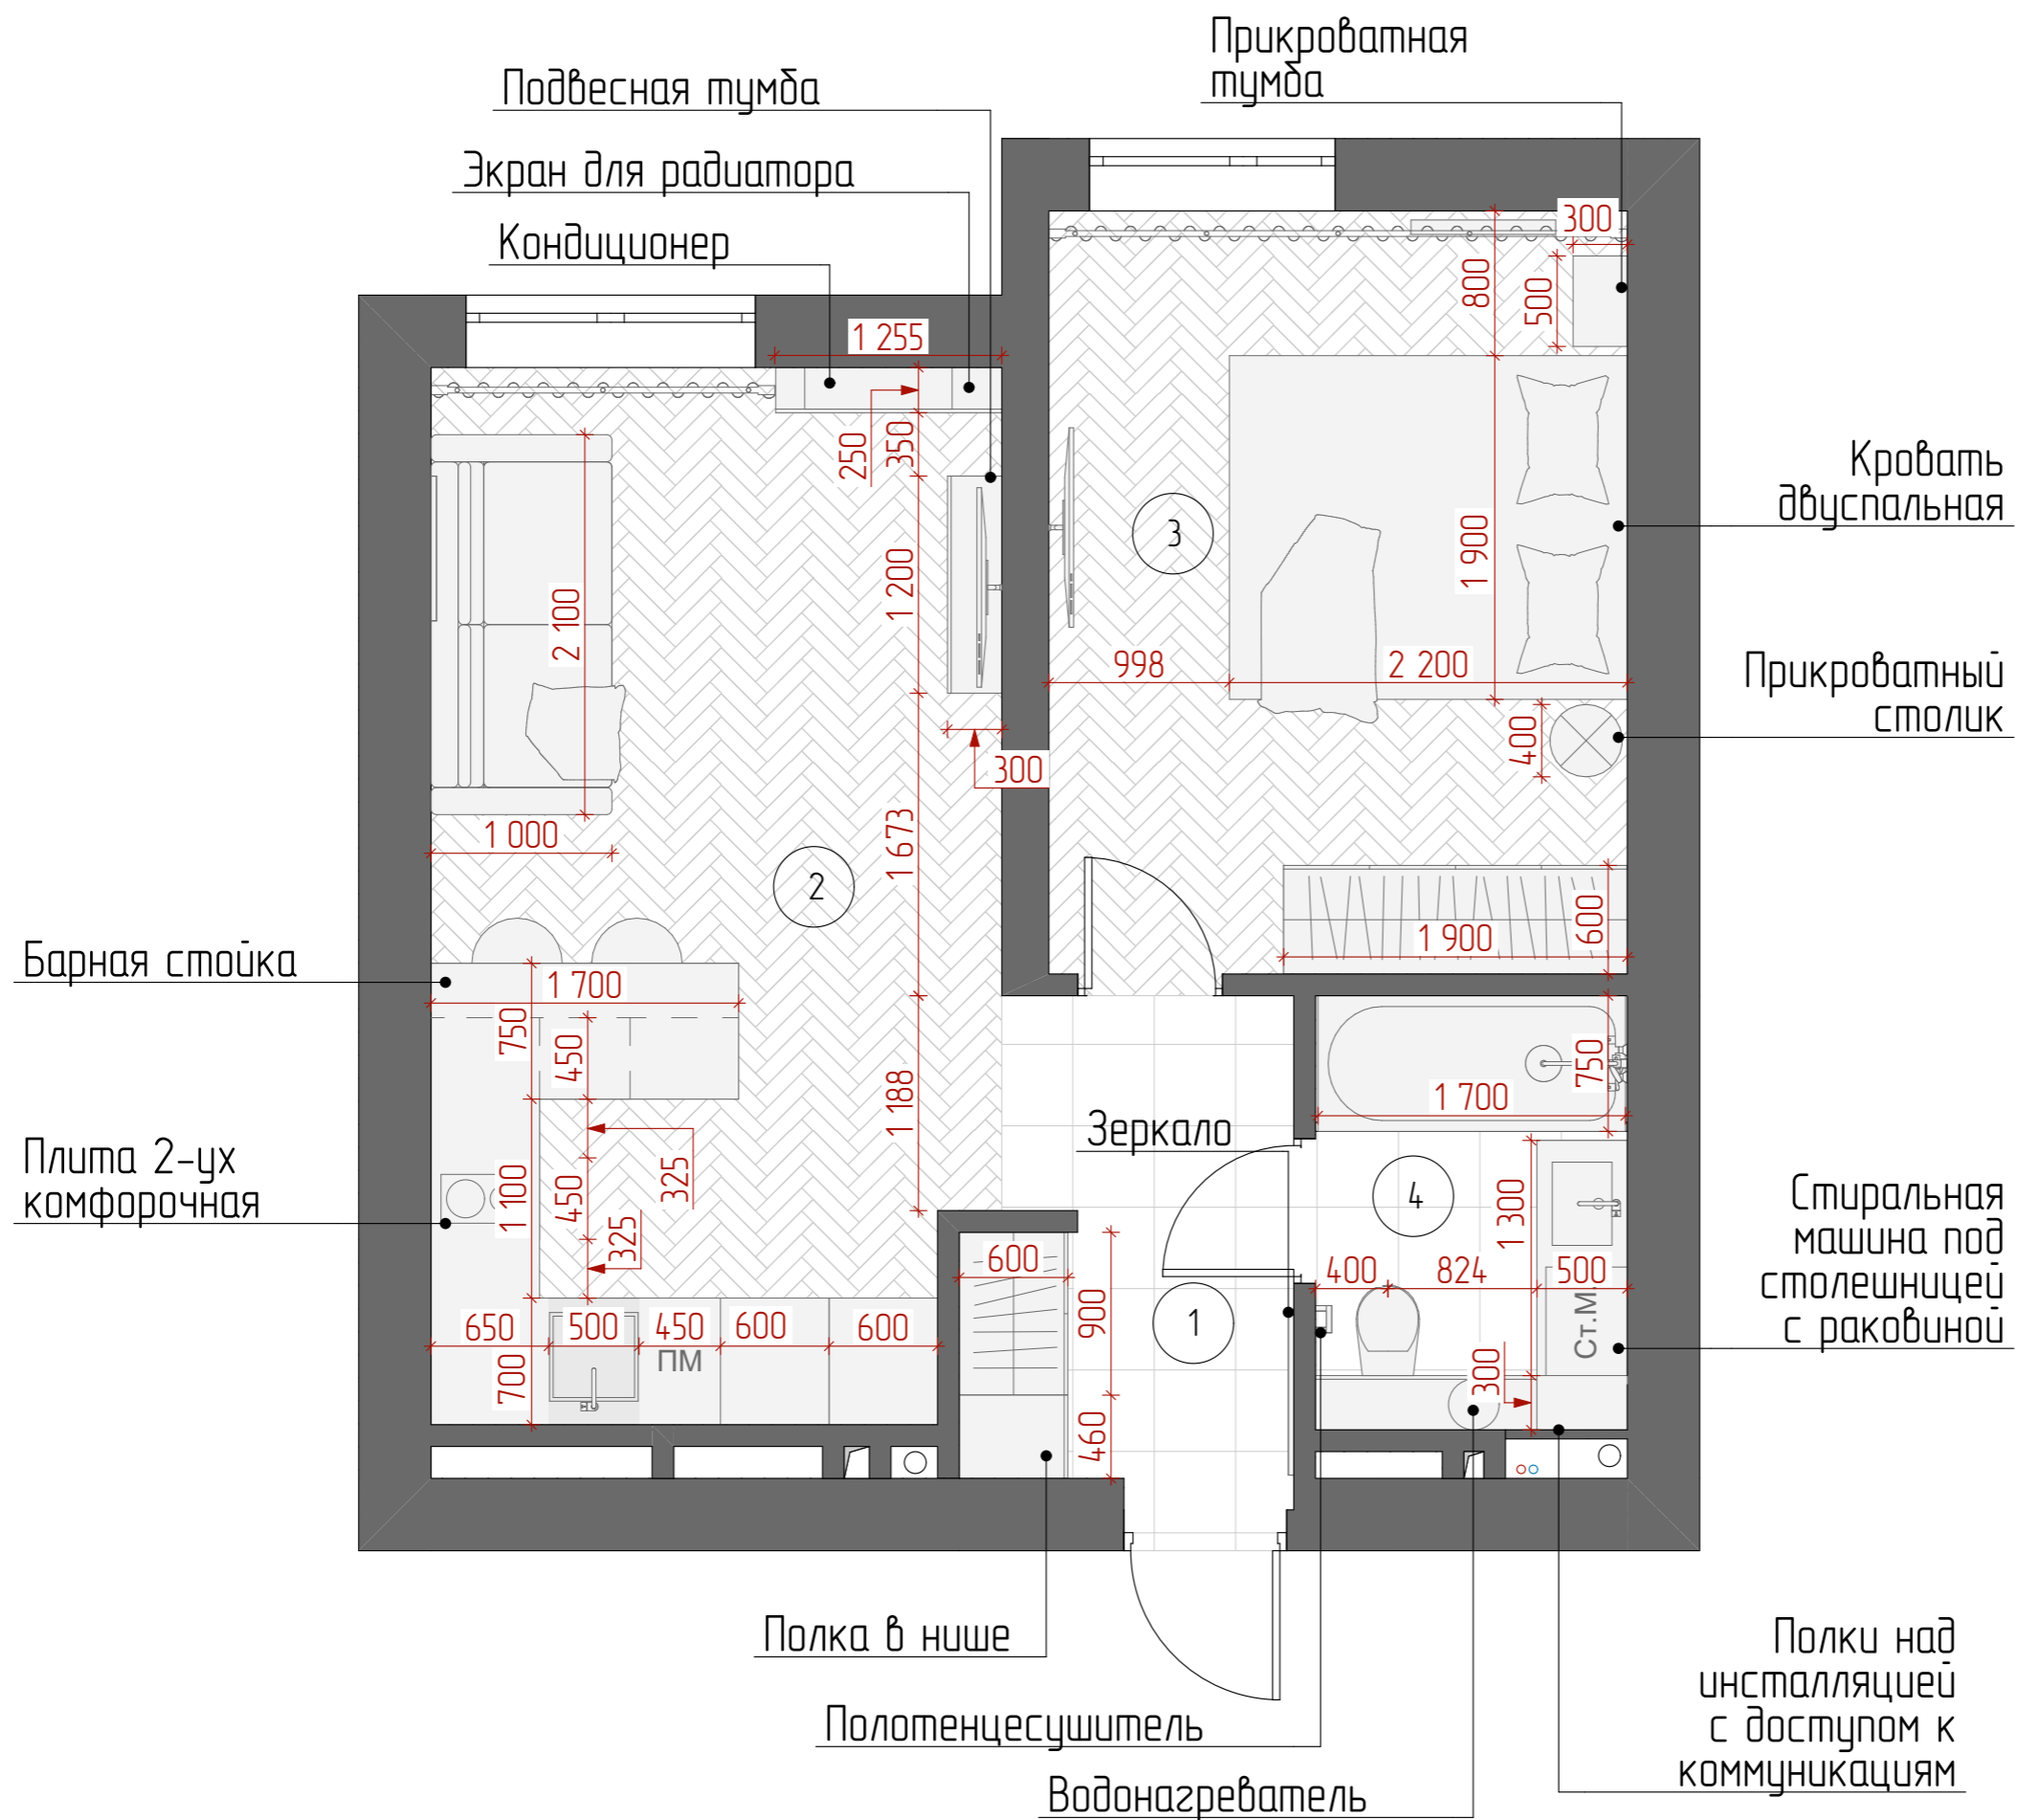 Прикроватная
тумба
Подвесная тумба
Экран для радиатора
Кондиционер
300
800
500
1 255
250
350
Кровать
двуспальная
3
1 900
1 200
2 100
998
2 200
Прикроватный
столик
400
300
1 000
1 673
2
600
1 900
Барная стойка
1 700
750
450
750
1 700
1 188
Зеркало
Плита 2-ух
комфорочная
1 100
450
325
325
4
1 300
Стиральная
машина под
столешницей
с раковиной
600
400
824
500
900
1
650
500
450
600
600
ПМ
700
Ст.М.
300
460
Полка в нише
Полотенцесушитель
Водонагреватель
Полки над
инсталляцией
с доступом к
коммуникациям